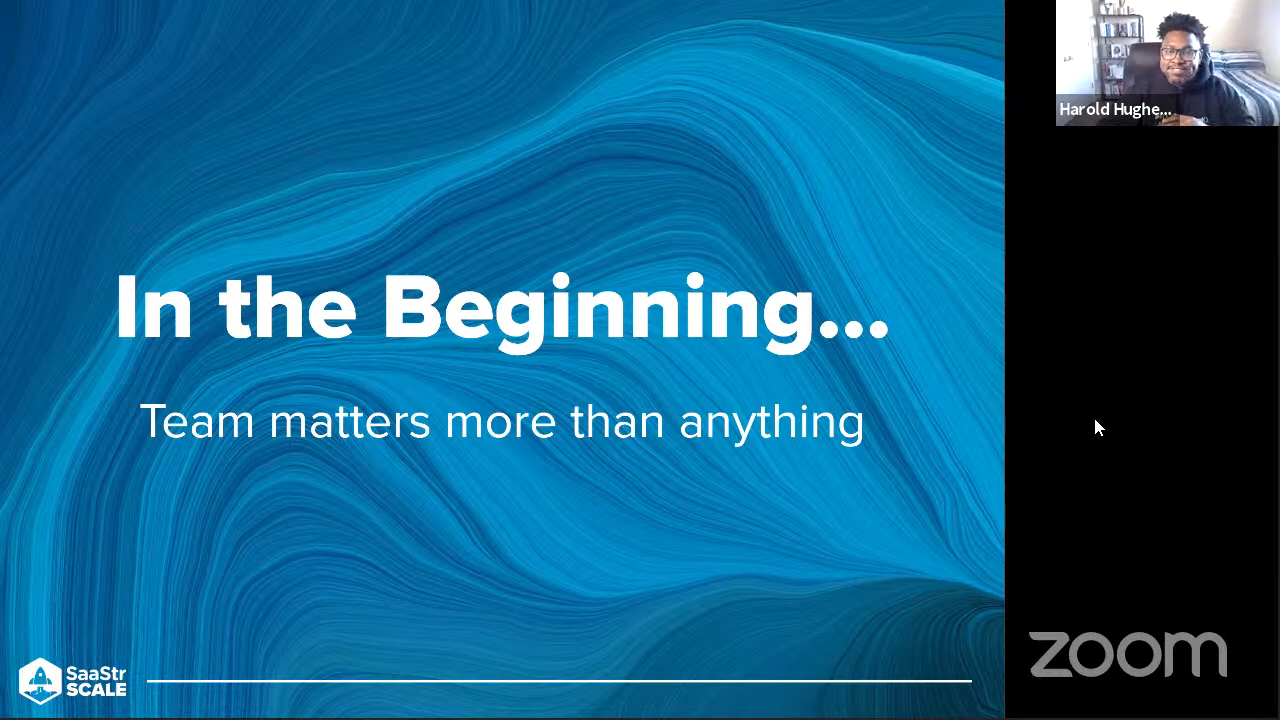 In the Beginning...
Team matters more than anything
Harold Hughe...
SaaStr
SCALE
zoom